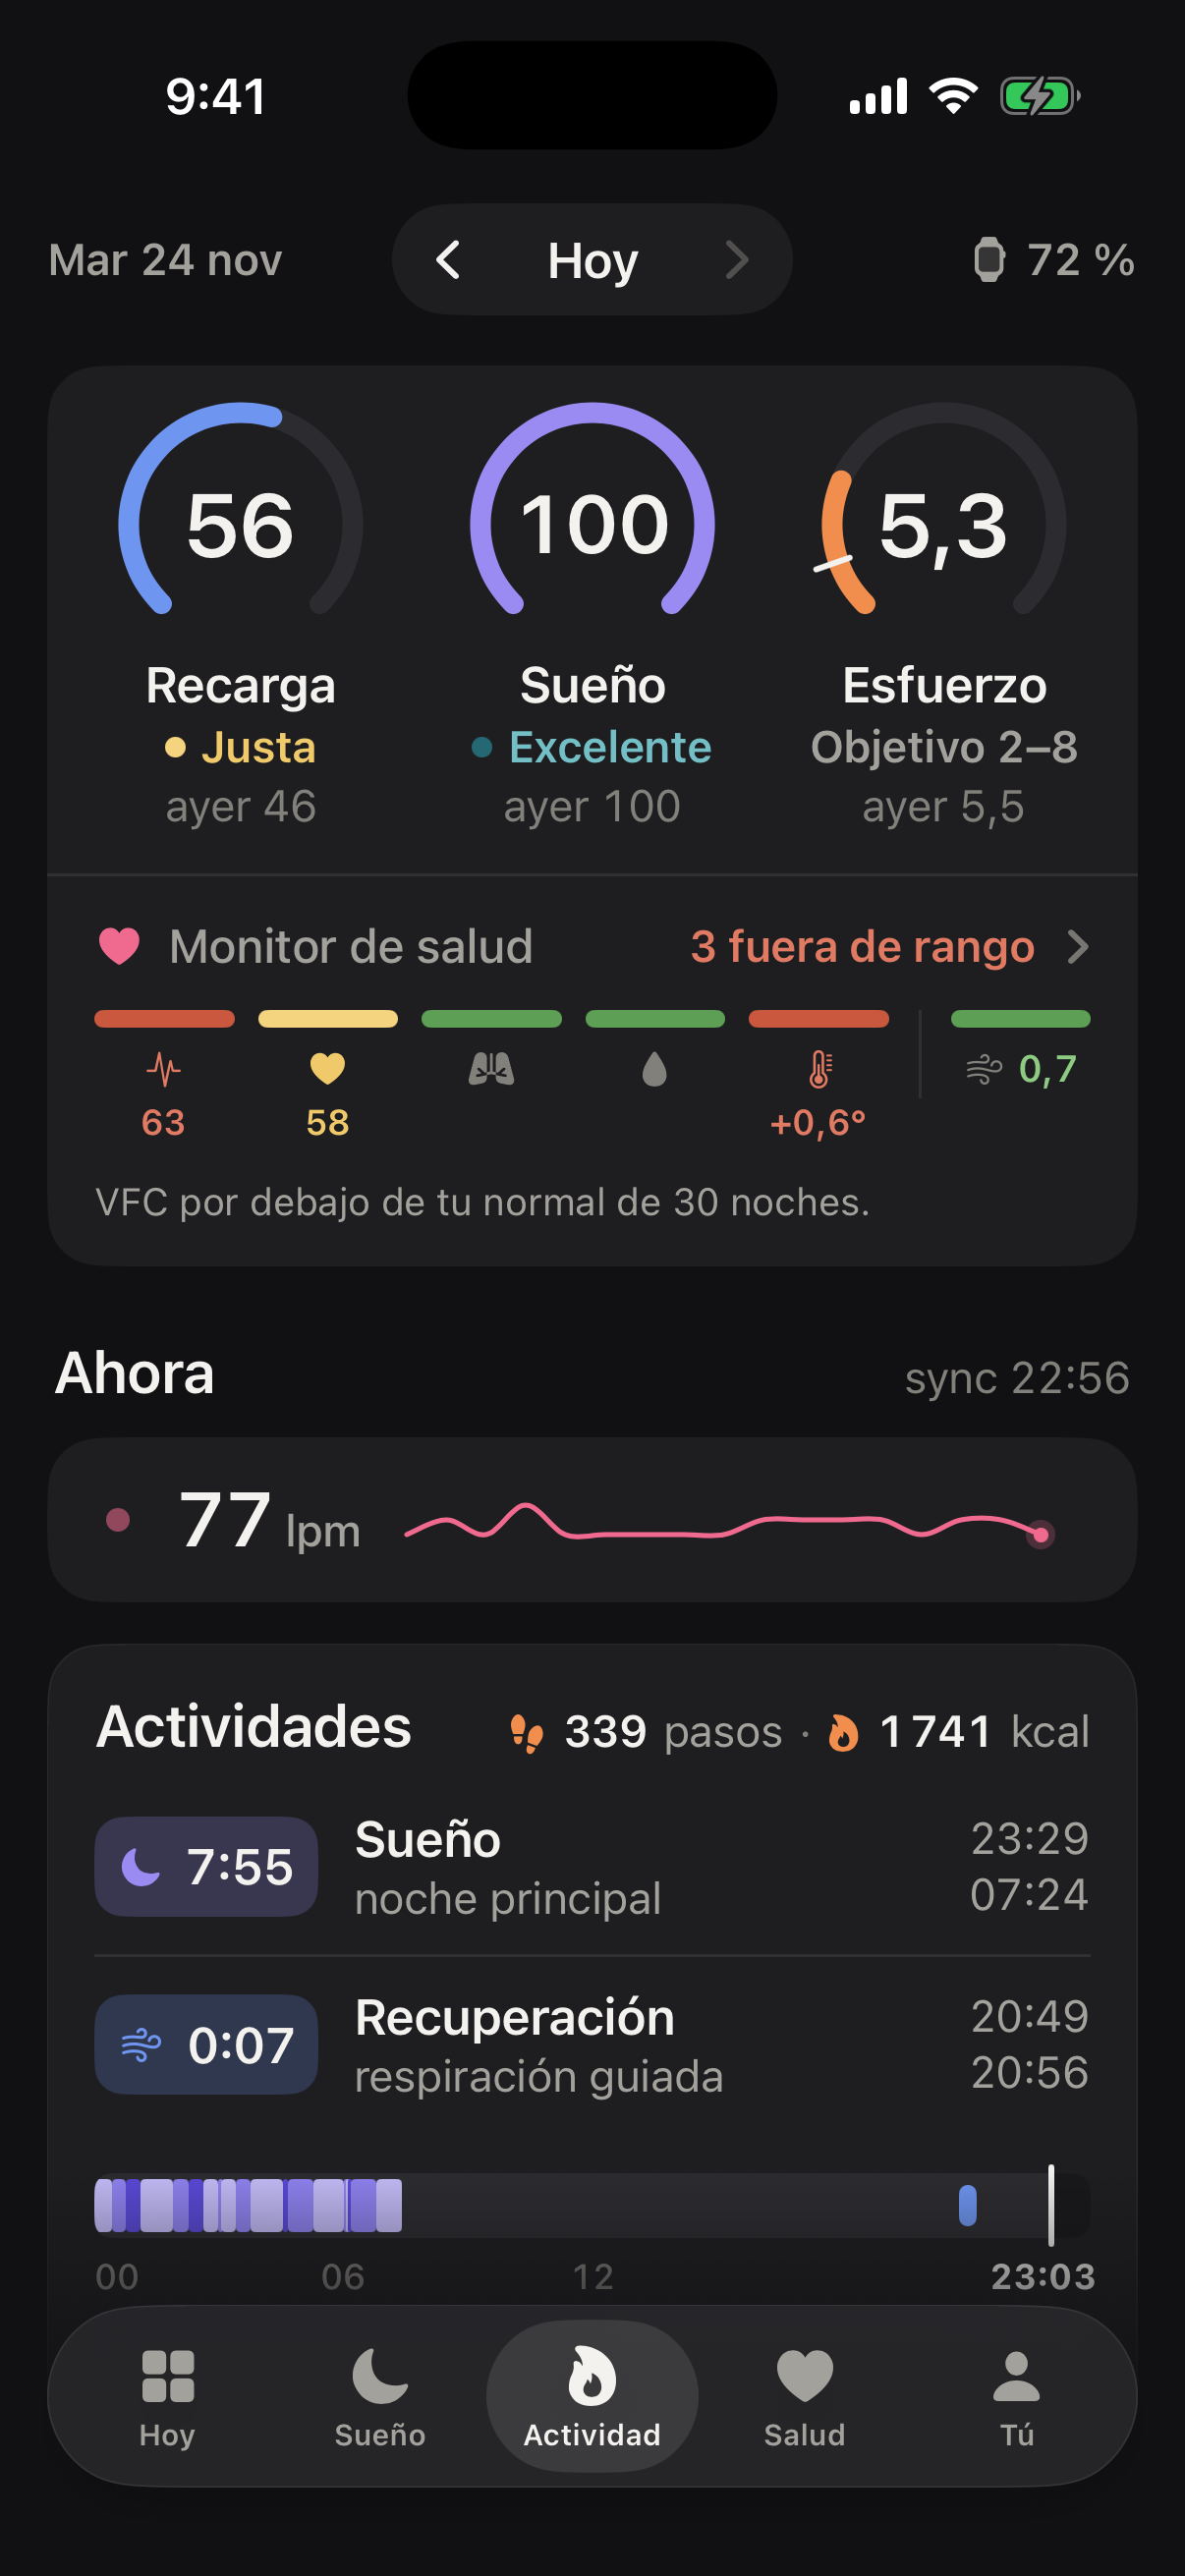 9:41
Mar 24 nov
Hoy
72 %
56
100
5,3
Recarga
Sueño
Esfuerzo
Justa
Excelente
Objetivo 2–8
ayer 46
ayer 100
ayer 5,5
Monitor de salud
3 fuera de rango
0,7
63
58
+0,6°
VFC por debajo de tu normal de 30 noches.
Ahora
sync 22:56
77 lpm
Actividades
339 pasos · 1 741 kcal
7:55
Sueño
noche principal
23:29
07:24
0:07
Recuperación
respiración guiada
20:49
20:56
00
06
12
23:03
Hoy
Sueño
Actividad
Salud
Tú